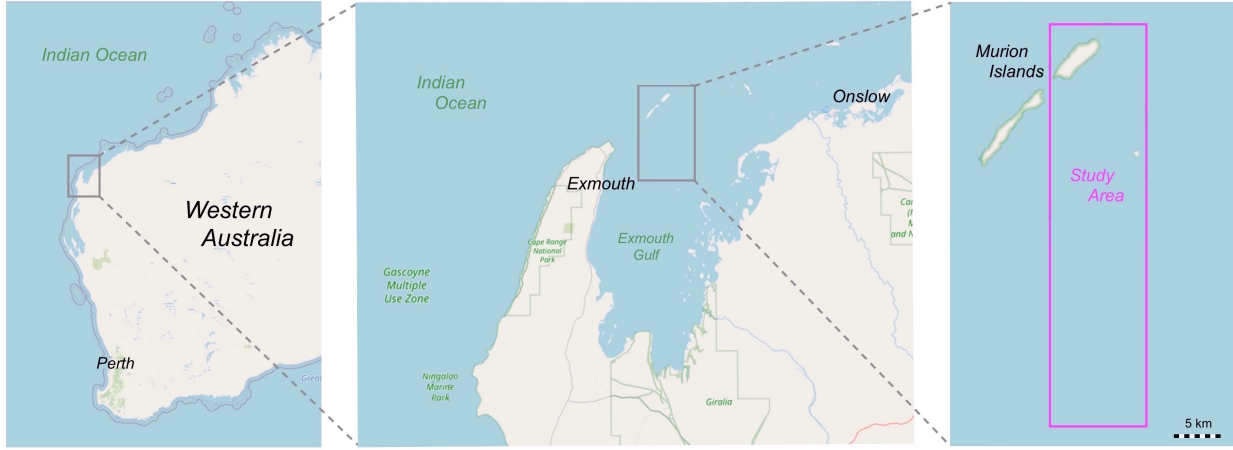 Indian Ocean
Western
Australia
Perth
Indian
Ocean
Onslow
Exmouth
Exmouth
Gulf
Cape Range
National
Park
Gascoyne
Multiple
Use Zone
Ningaloo
Marine
Park
Giralia
and N
Murion
Islands
Study
Area
5 km